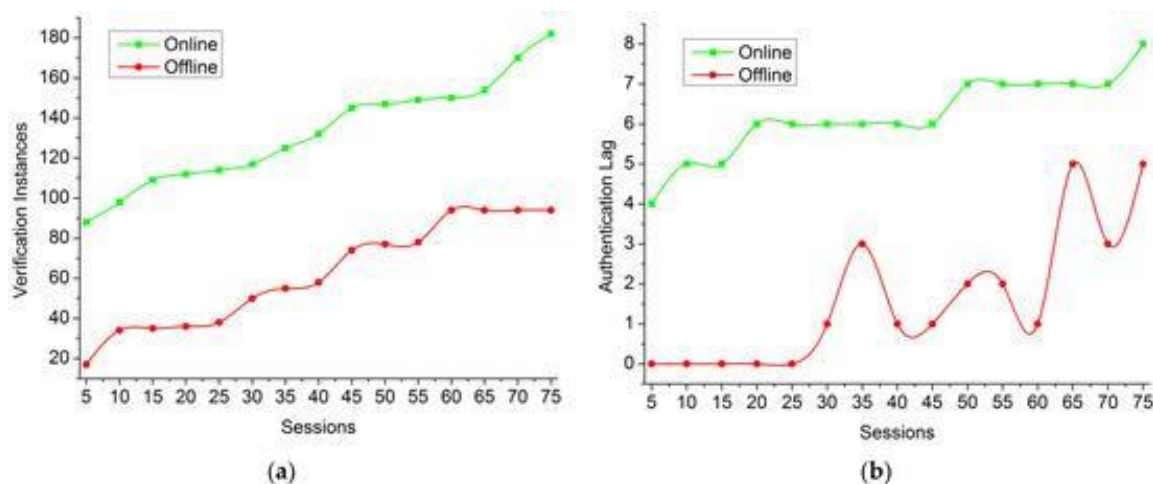 Verification Instances
180
160
140
120
100
80
60
40
20
Online
Offline
5 10 15 20 25 30 35 40 45 50 55 60 65 70 75
Sessions
(a)
Authentication Lag
8
7
6
5
4
3
2
1
0
Online
Offline
5 10 15 20 25 30 35 40 45 50 55 60 65 70 75
Sessions
(b)